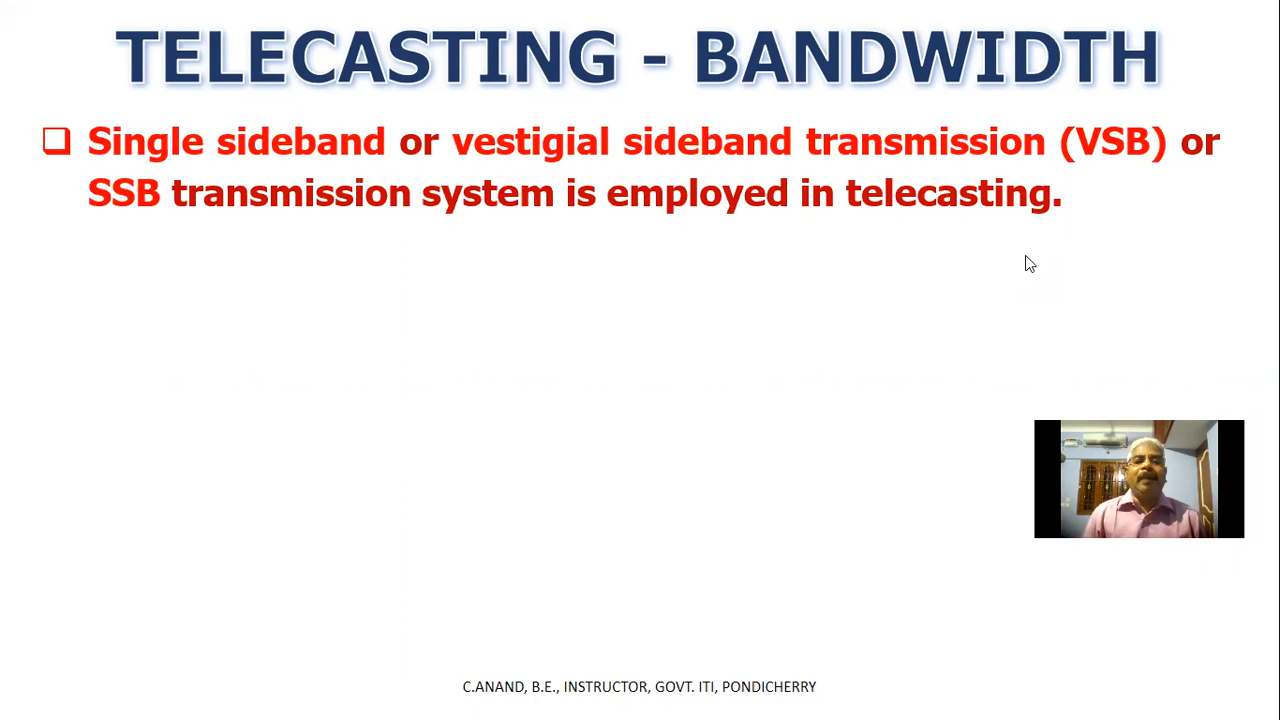 TELECASTING - BANDWIDTH
Single sideband or vestigial sideband transmission (VSB) or
SSB transmission system is employed in telecasting.
C.ANAND, B.E., INSTRUCTOR, GOVT. ITI, PONDICHERRY